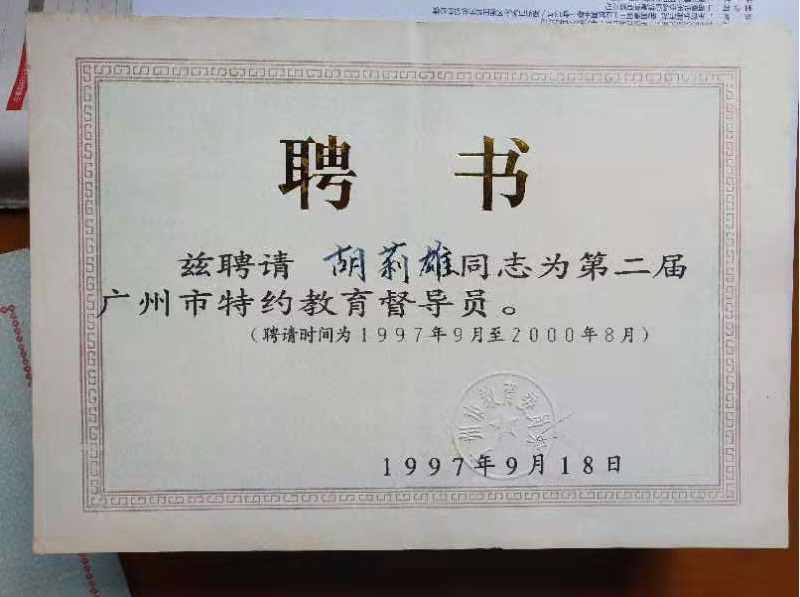 聘 书
兹聘请 胡莉雄同志为第二届
广州市特约教育督导员。
（聘请时间为1997年9月至2000年8月）
1997年9月18日